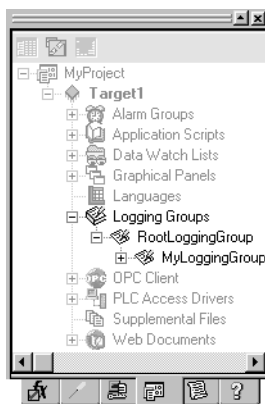 MyProject
Target1
Alarm Groups
Application Scripts
Data Watch Lists
Graphical Panels
Languages
Logging Groups
RootLoggingGroup
MyLoggingGroup
OPC Client
PLC Access Drivers
Supplemental Files
Web Documents